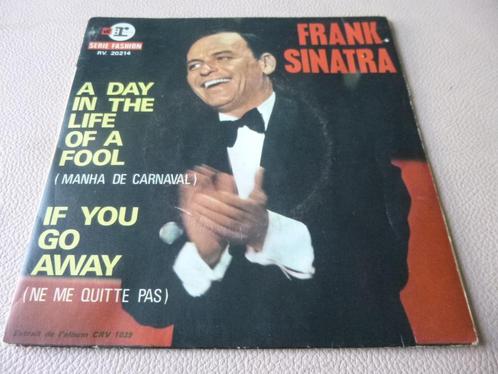 SERIE FASHION
RV. 20214
FRANK
SINATRA
A DAY
IN THE
LIFE
OF A
FOOL
(MANHA DE CARNAVAL)
IF YOU
GO
AWAY
(NE ME QUITTE PAS)
Extrait de l'album CRV 1029